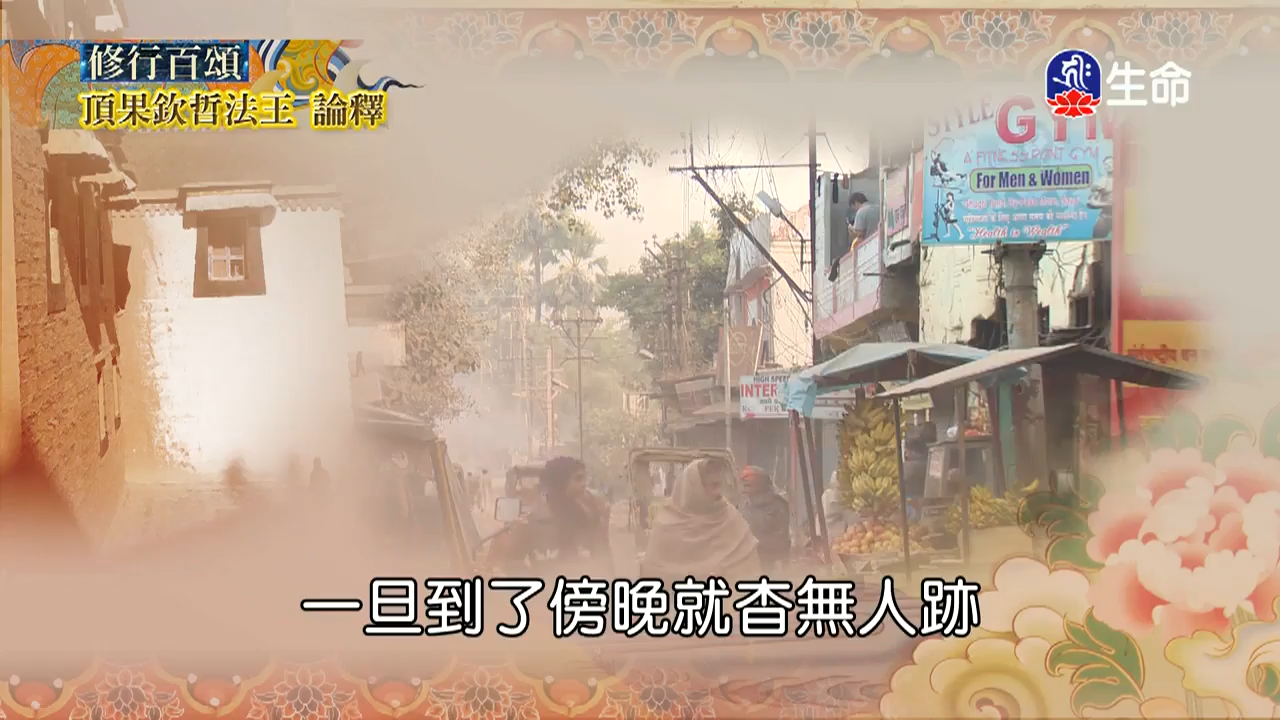 修行百頌
頂果欽哲法王 論釋
生命
STYLE GYM
A FITNESS POINT GYM
For Men & Women
"Health is Wealth"
HIGH SPEED
INTER
一旦到了傍晚就杳無人跡